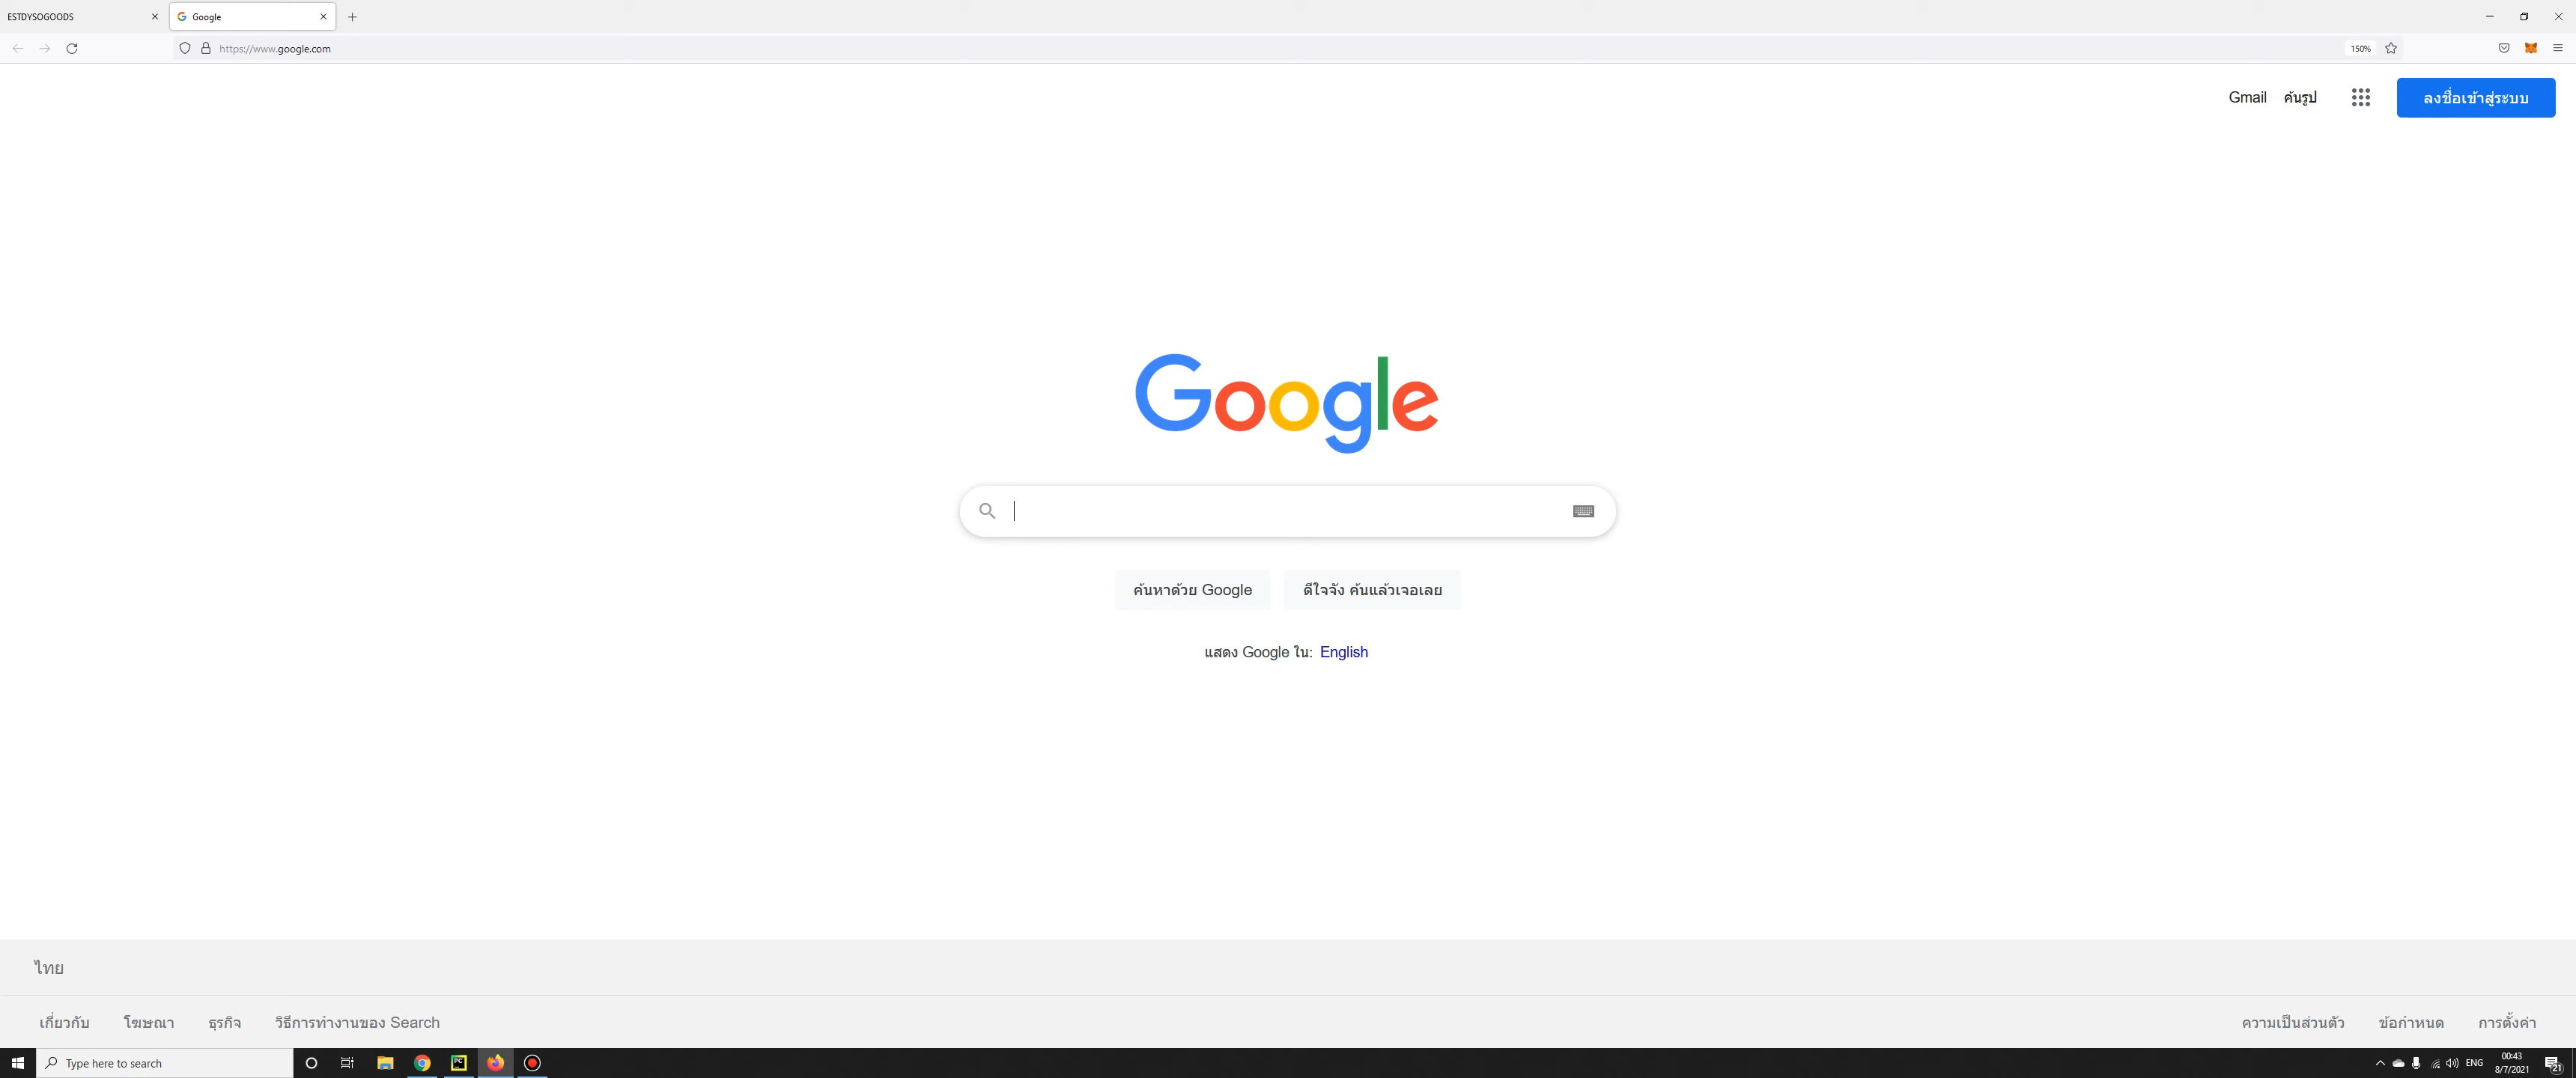 ESTDYSOGOODS
Google
https://www.google.com
150%
Gmail ค้นรูป ลงชื่อเข้าสู่ระบบ
Google
ค้นหาด้วย Google ดีใจจัง ค้นแล้วเจอเลย
แสดง Google ใน: English
ไทย
เกี่ยวกับ โฆษณา ธุรกิจ วิธีการทำงานของ Search
ความเป็นส่วนตัว ข้อกำหนด การตั้งค่า
Type here to search
PC
ENG
00:43
8/7/2021
21